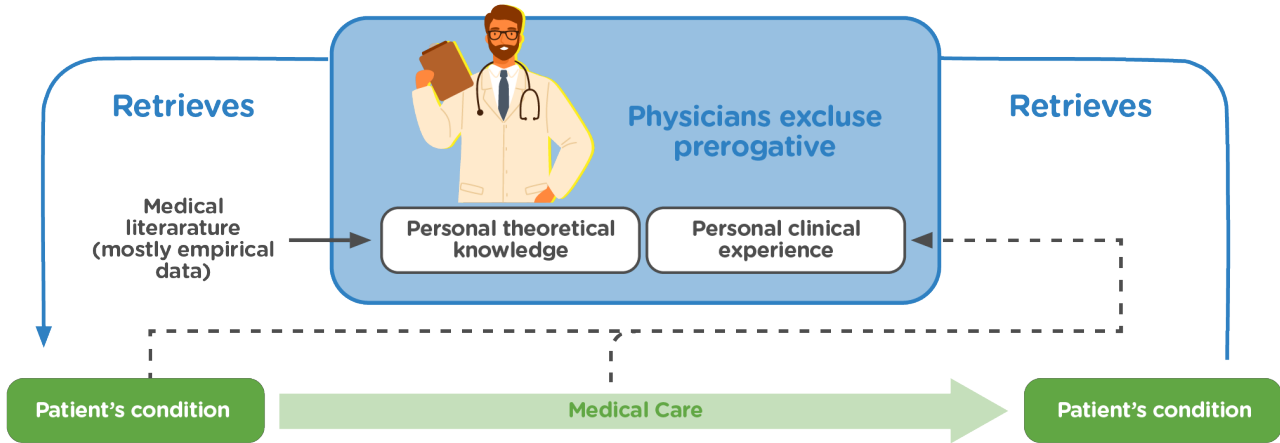 Retrieves
Physicians excluse
prerogative
Retrieves
Medical
literarature
(mostly empirical
data)
Personal theoretical
knowledge
Personal clinical
experience
Patient's condition
Medical Care
Patient's condition